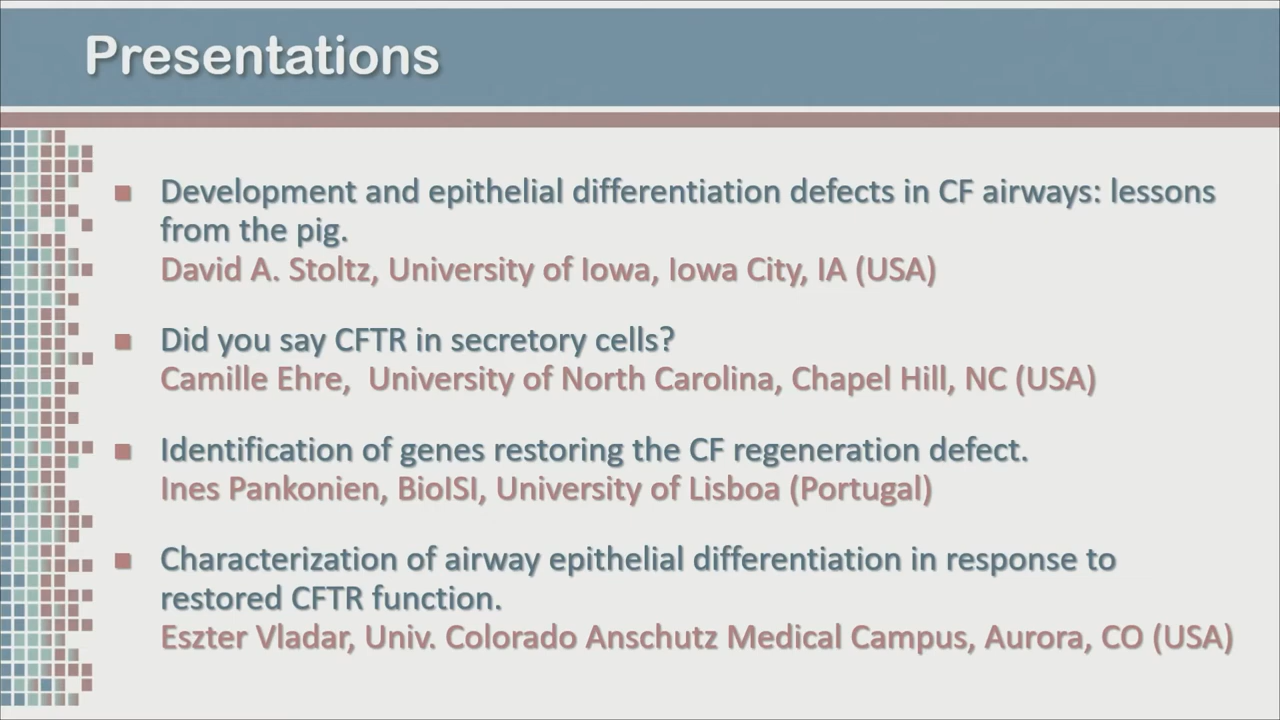 Presentations
Development and epithelial differentiation defects in CF airways: lessons
from the pig.
David A. Stoltz, University of Iowa, Iowa City, IA (USA)
Did you say CFTR in secretory cells?
Camille Ehre,  University of North Carolina, Chapel Hill, NC (USA)
Identification of genes restoring the CF regeneration defect.
Ines Pankonien, BioISI, University of Lisboa (Portugal)
Characterization of airway epithelial differentiation in response to
restored CFTR function.
Eszter Vladar, Univ. Colorado Anschutz Medical Campus, Aurora, CO (USA)